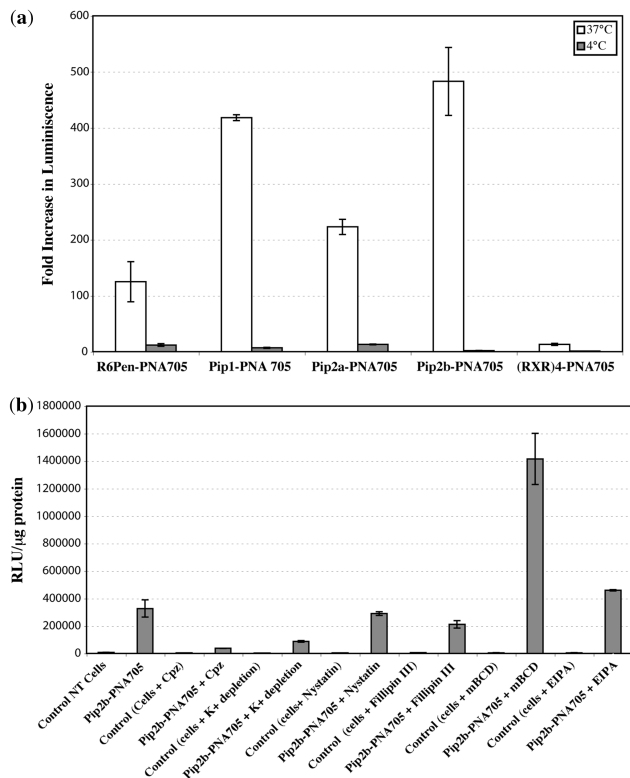 (a)
600
500
400
300
200
100
0
Fold Increase in Luminiscence
37°C
4°C
R6Pen-PNA705 Pip1-PNA 705 Pip2a-PNA705 Pip2b-PNA705 (RXR)4-PNA705
(b)
1800000
1600000
1400000
1200000
1000000
800000
600000
400000
200000
0
RLU/µg protein
Control NT Cells
Pip2b-PNA705
Control (Cells + Cpz)
Pip2b-PNA705 + Cpz
Control (cells + K+ depletion)
Pip2b-PNA705 + K+ depletion
Control (cells+ Nystatin)
Pip2b-PNA705 + Nystatin
Control (cells + Fillipin III)
Pip2b-PNA705 + Fillipin III
Control (cells + mBCD)
Pip2b-PNA705 + mBCD
Control (cells + EIPA)
Pip2b-PNA705 + EIPA